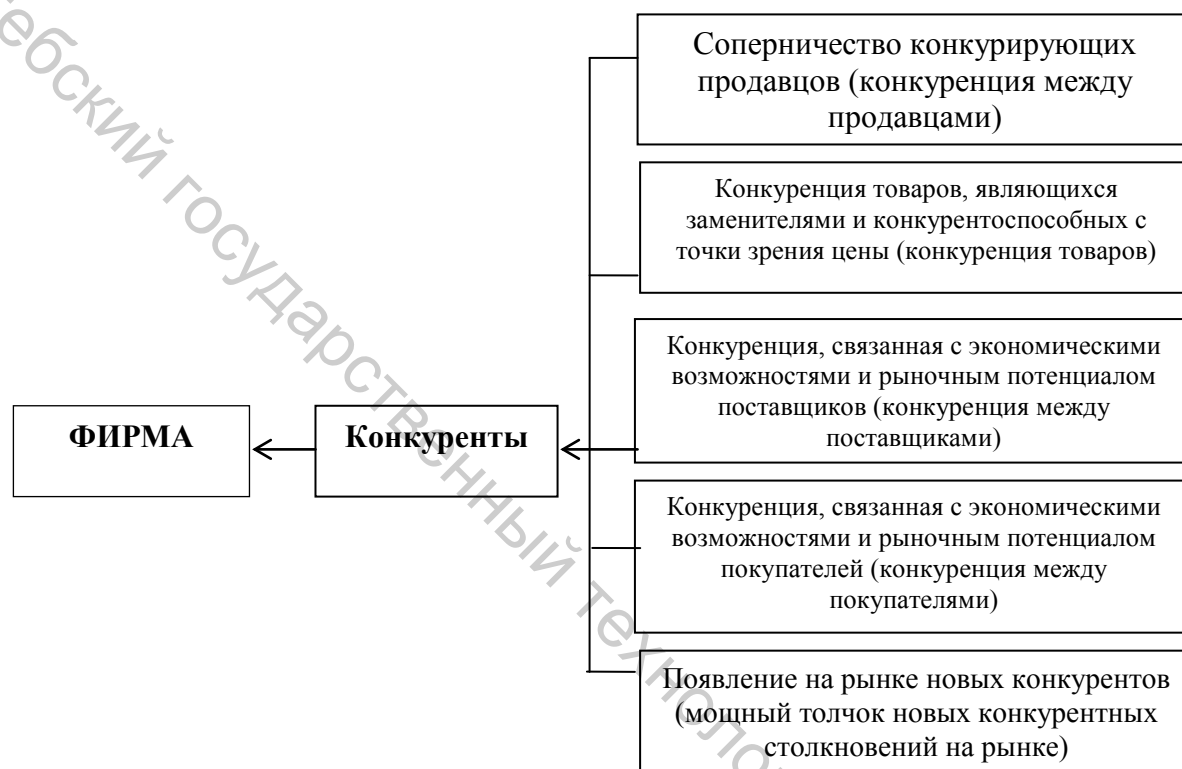 Соперничество конкурирующих
продавцов (конкуренция между
продавцами)
Конкуренция товаров, являющихся
заменителями и конкурентоспособных с
точки зрения цены (конкуренция товаров)
Конкуренция, связанная с экономическими
возможностями и рыночным потенциалом
поставщиков (конкуренция между
поставщиками)
ФИРМА
Конкуренты
Конкуренция, связанная с экономическими
возможностями и рыночным потенциалом
покупателей (конкуренция между
покупателями)
Появление на рынке новых конкурентов
(мощный толчок новых конкурентных
столкновений на рынке)
государственный